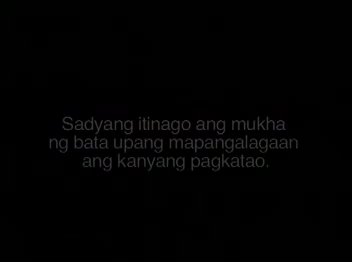 Sadyang itinago ang mukha
ng bata upang mapangalagaan
ang kanyang pagkatao.